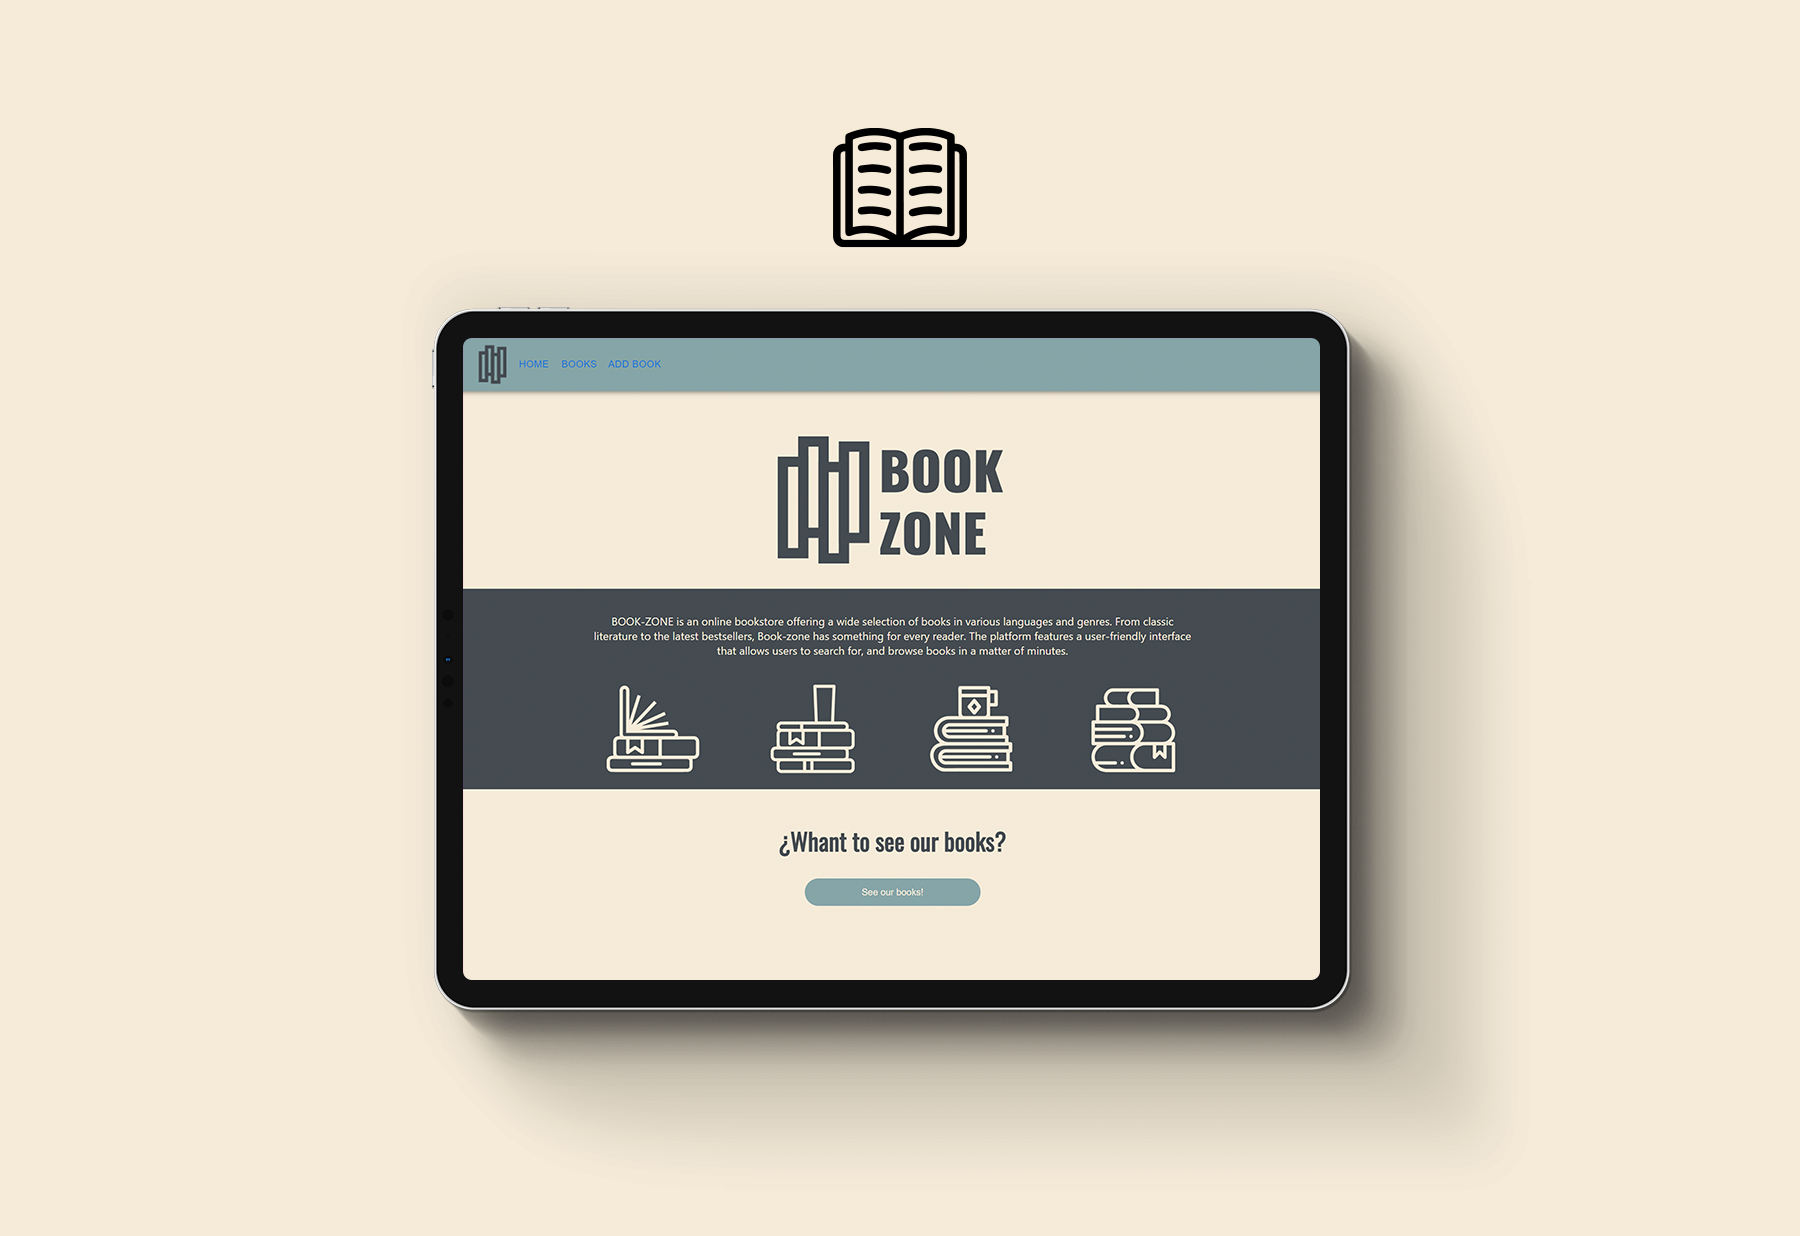 HOME BOOKS ADD BOOK
BOOK
ZONE
BOOK-ZONE is an online bookstore offering a wide selection of books in various languages and genres. From classic
literature to the latest bestsellers, Book-zone has something for every reader. The platform features a user-friendly interface
that allows users to search for, and browse books in a matter of minutes.
¿Whant to see our books?
See our books!